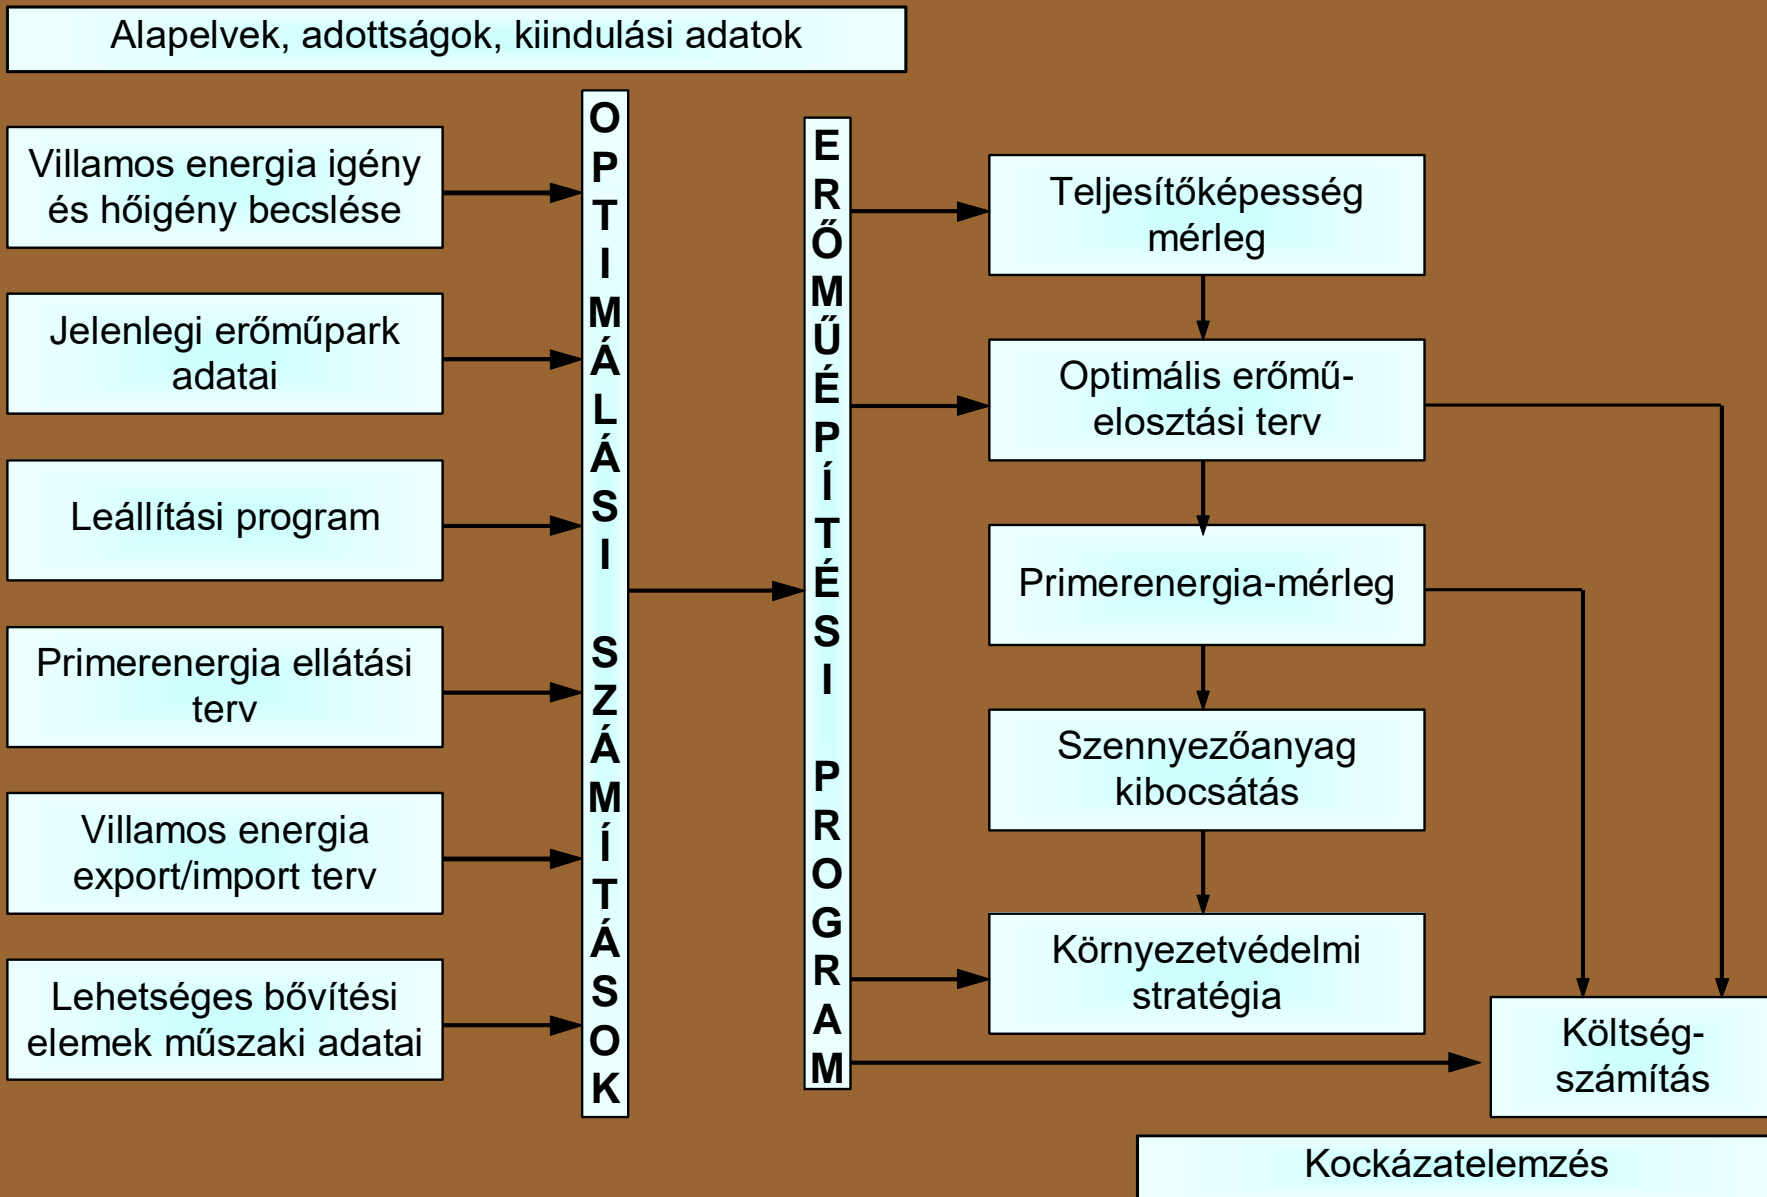 Alapelvek, adottságok, kiindulási adatok
Villamos energia igény
és hőigény becslése
Jelenlegi erőműpark
adatai
Leállítási program
Primerenergia ellátási
terv
Villamos energia
export/import terv
Lehetséges bővítési
elemek műszaki adatai
OPTIMÁLÁSI SZÁMÍTÁSOK
ERŐMŰÉPÍTÉSI PROGRAM
Teljesítőképesség
mérleg
Optimális erőmű-
elosztási terv
Primerenergia-mérleg
Szennyezőanyag
kibocsátás
Környezetvédelmi
stratégia
Költség-
számítás
Kockázatelemzés